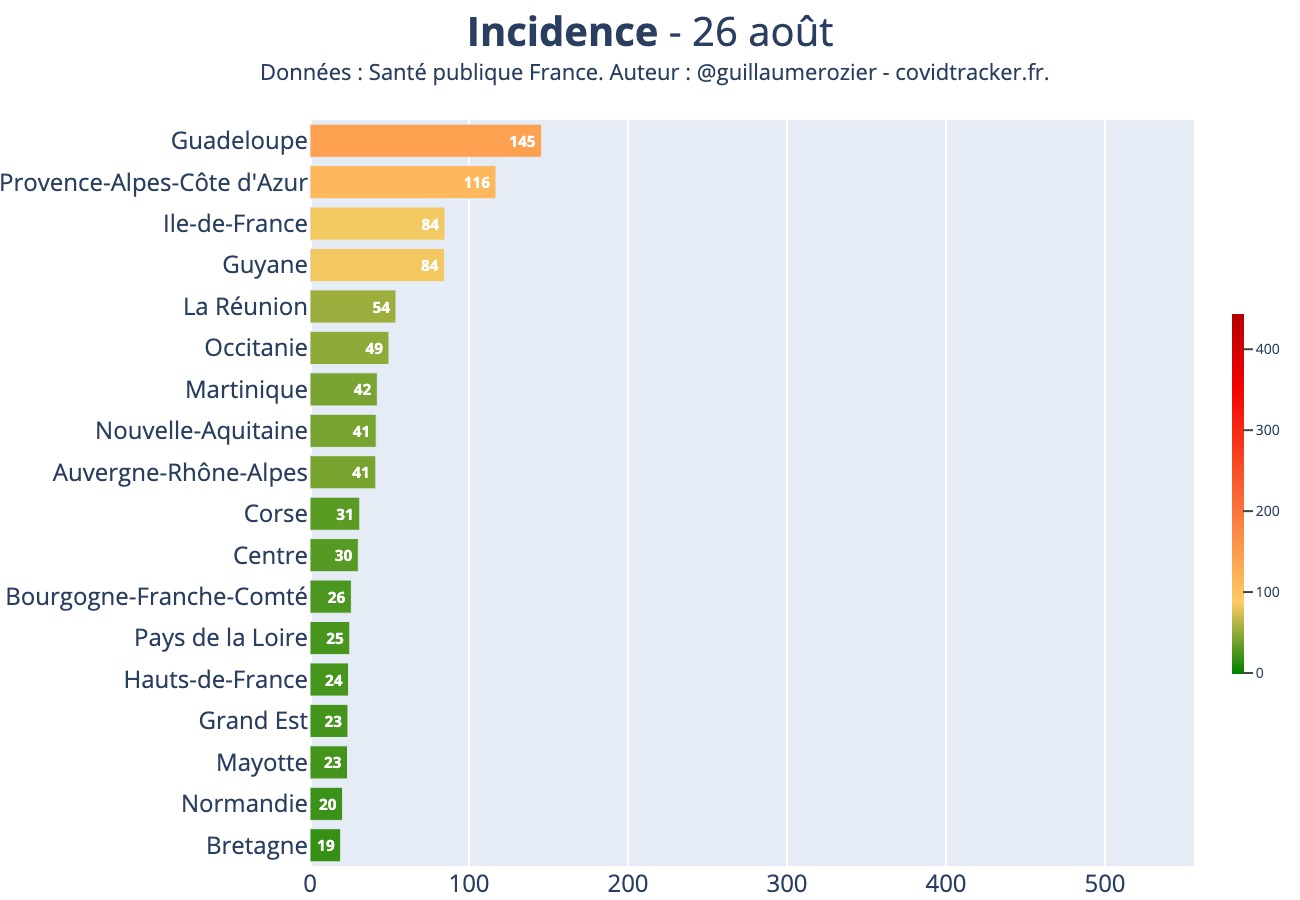 Incidence - 26 août
Données : Santé publique France. Auteur : @guillaumerozier - covidtracker.fr.
Guadeloupe 145
Provence-Alpes-Côte d'Azur 116
Ile-de-France 84
Guyane 84
La Réunion 54
Occitanie 49
Martinique 42
Nouvelle-Aquitaine 41
Auvergne-Rhône-Alpes 41
Corse 31
Centre 30
Bourgogne-Franche-Comté 26
Pays de la Loire 25
Hauts-de-France 24
Grand Est 23
Mayotte 23
Normandie 20
Bretagne 19
0 100 200 300 400 500
400
300
200
100
0